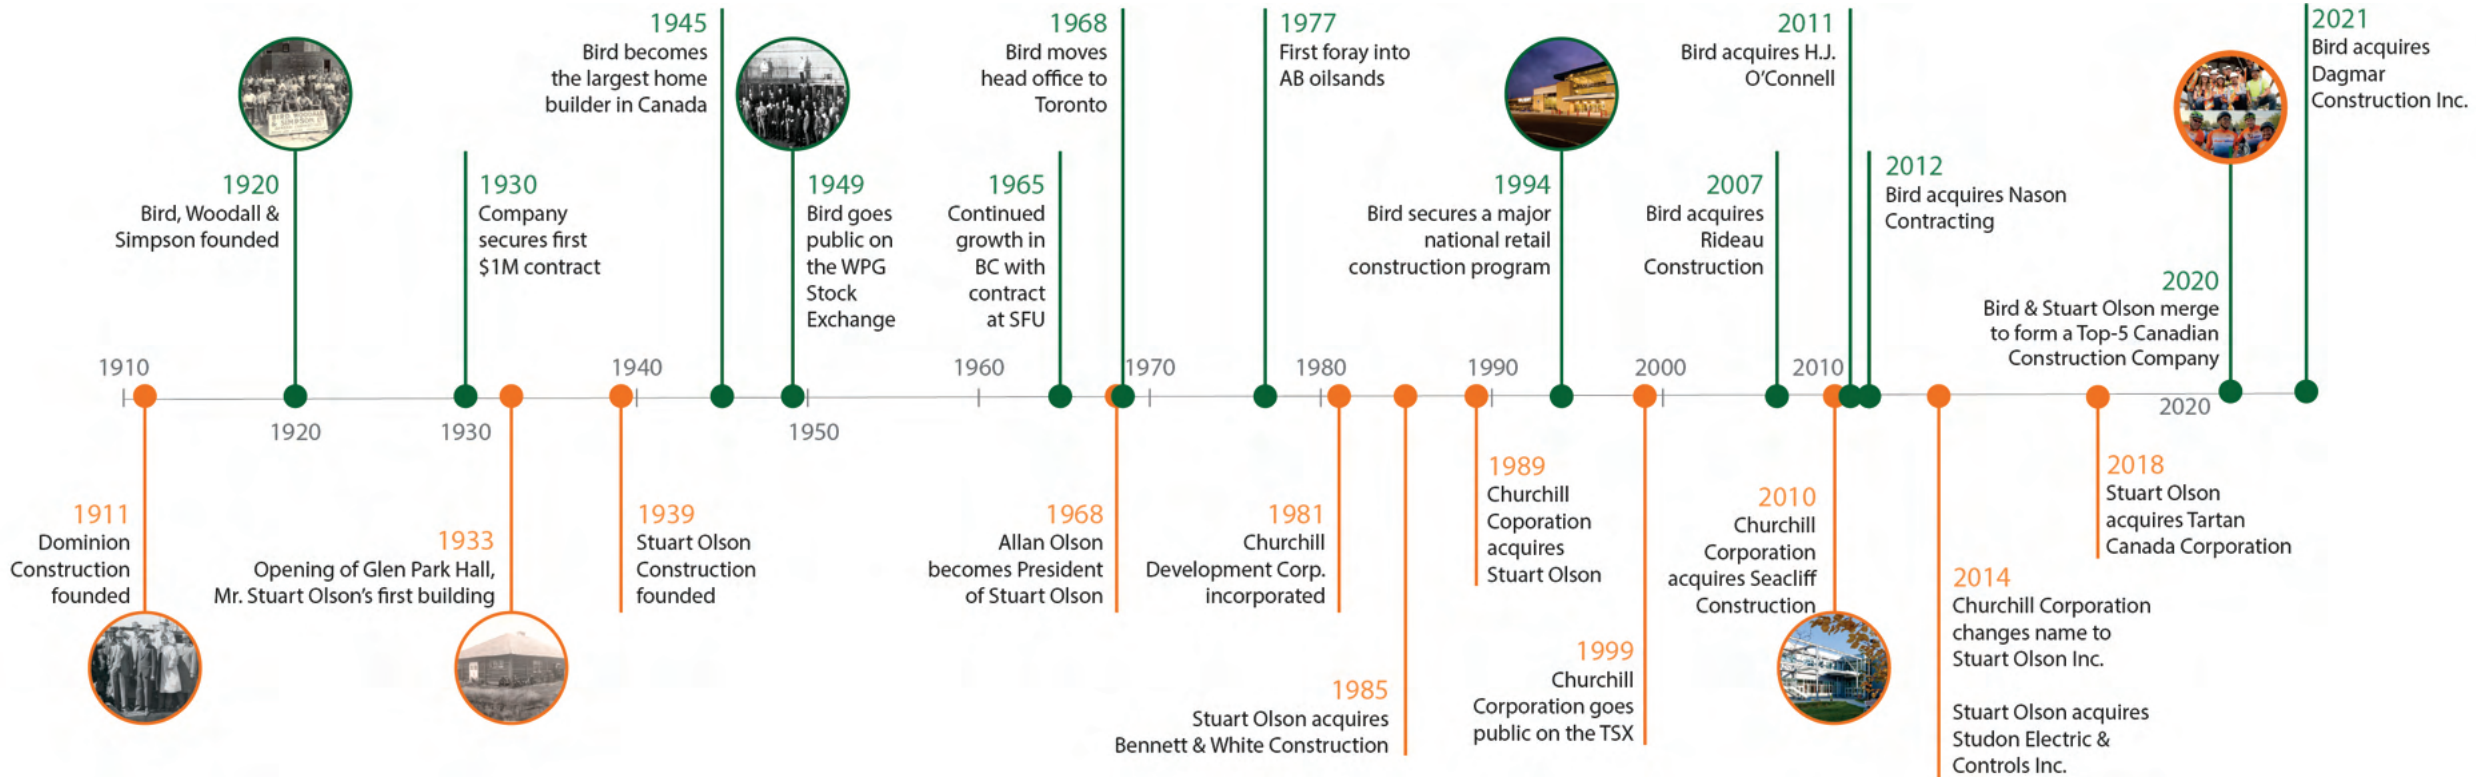 1945
Bird becomes
the largest home
builder in Canada
1968
Bird moves
head office to
Toronto
1977
First foray into
AB oilsands
2011
Bird acquires H.J.
O'Connell
2021
Bird acquires
Dagmar
Construction Inc.
BIRD WOODALL
& SIMPSON
1920
Bird, Woodall &
Simpson founded
1930
Company
secures first
$1M contract
1949
Bird goes
public on
the WPG
Stock
Exchange
1965
Continued
growth in
BC with
contract
at SFU
1994
Bird secures a major
national retail
construction program
2007
Bird acquires
Rideau
Construction
2012
Bird acquires Nason
Contracting
2020
Bird & Stuart Olson merge
to form a Top-5 Canadian
Construction Company
1910
1940
1960
1970
1980
1990
2000
2010
1920
1930
1950
2020
1911
Dominion
Construction
founded
1933
Opening of Glen Park Hall,
Mr. Stuart Olson's first building
1939
Stuart Olson
Construction
founded
1968
Allan Olson
becomes President
of Stuart Olson
1981
Churchill
Development Corp.
incorporated
1985
Stuart Olson acquires
Bennett & White Construction
1989
Churchill
Coporation
acquires
Stuart Olson
1999
Churchill
Corporation goes
public on the TSX
2010
Churchill
Corporation
acquires Seacliff
Construction
2014
Churchill Corporation
changes name to
Stuart Olson Inc.
Stuart Olson acquires
Studon Electric &
Controls Inc.
2018
Stuart Olson
acquires Tartan
Canada Corporation